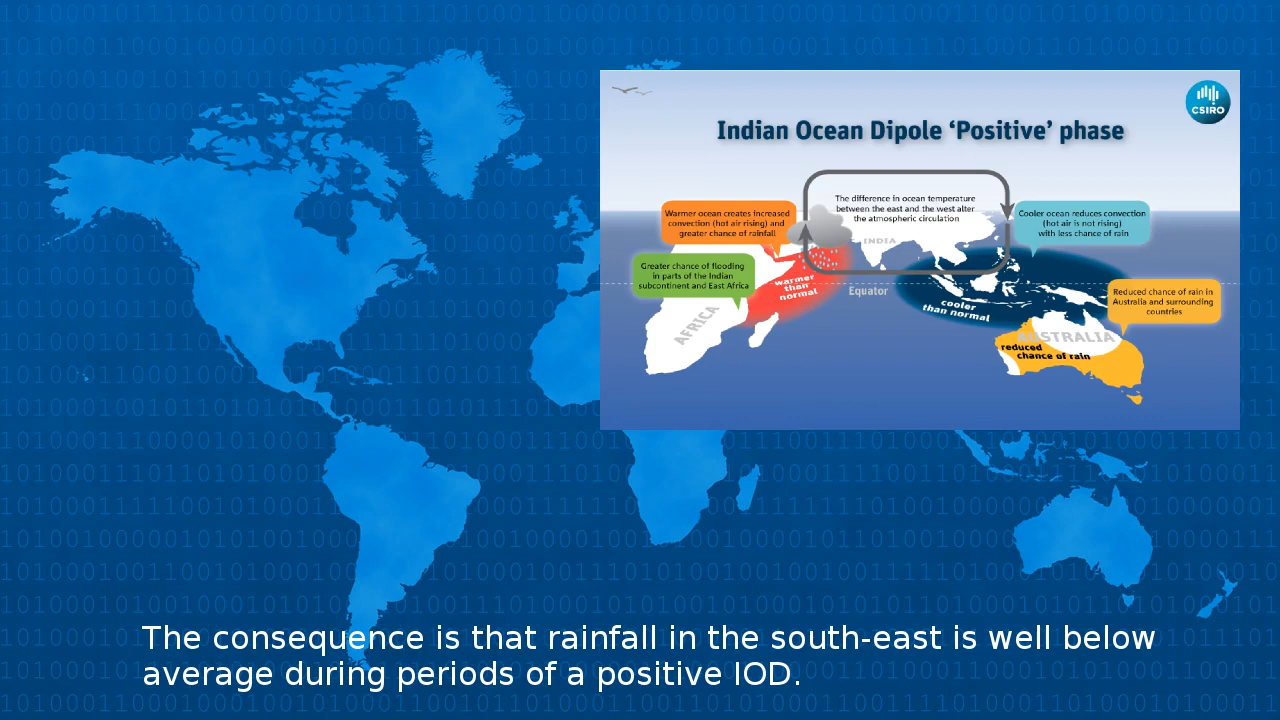 CSIRO
Indian Ocean Dipole ‘Positive’ phase
The difference in ocean temperature
between the east and the west alter
the atmospheric circulation
Warmer ocean creates increased
convection (hot air rising) and
greater chance of rainfall
Cooler ocean reduces convection
(hot air is not rising)
with less chance of rain
INDIA
Greater chance of flooding
in parts of the Indian
subcontinent and East Africa
warmer
than
normal
Equator
cooler
than normal
Reduced chance of rain in
Australia and surrounding
countries
AFRICA
AUSTRALIA
reduced
chance of rain
The consequence is that rainfall in the south-east is well below
average during periods of a positive IOD.